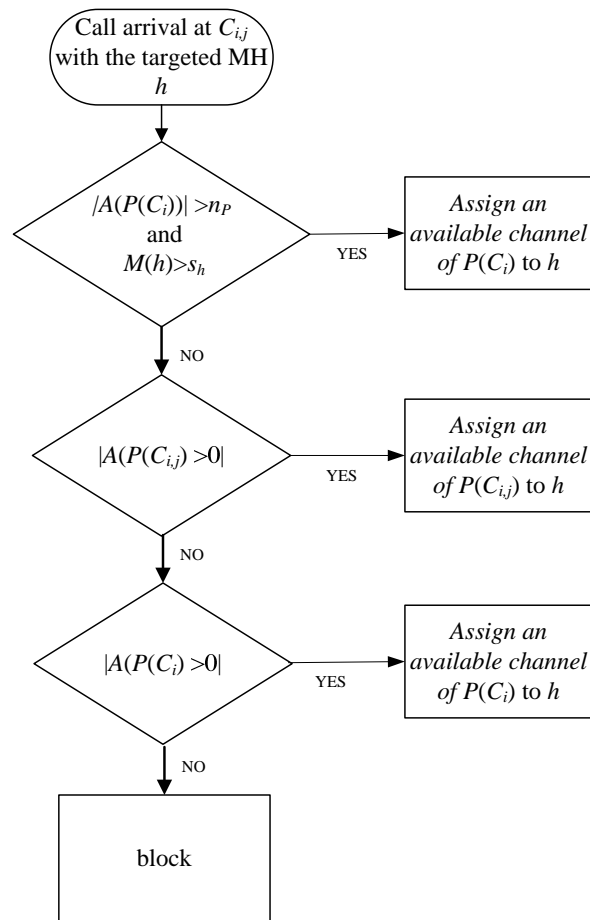 Call arrival at C_{i,j}
with the targeted MH
h
|A(P(C_i))| >n_P
and
M(h)>s_h
YES
Assign an
available channel
of P(C_i) to h
NO
|A(P(C_{i,j}) >0|
YES
Assign an
available channel
of P(C_{i,j}) to h
NO
|A(P(C_i) >0|
YES
Assign an
available channel
of P(C_i) to h
NO
block